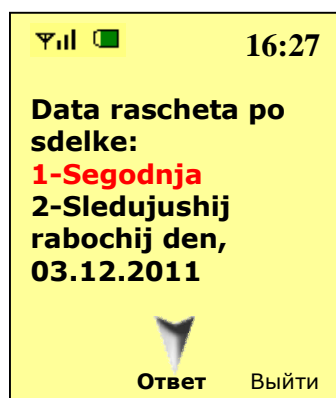 16:27
Data rascheta po
sdelke:
1-Segodnja
2-Sledujushij
rabochij den,
03.12.2011
Ответ Выйти